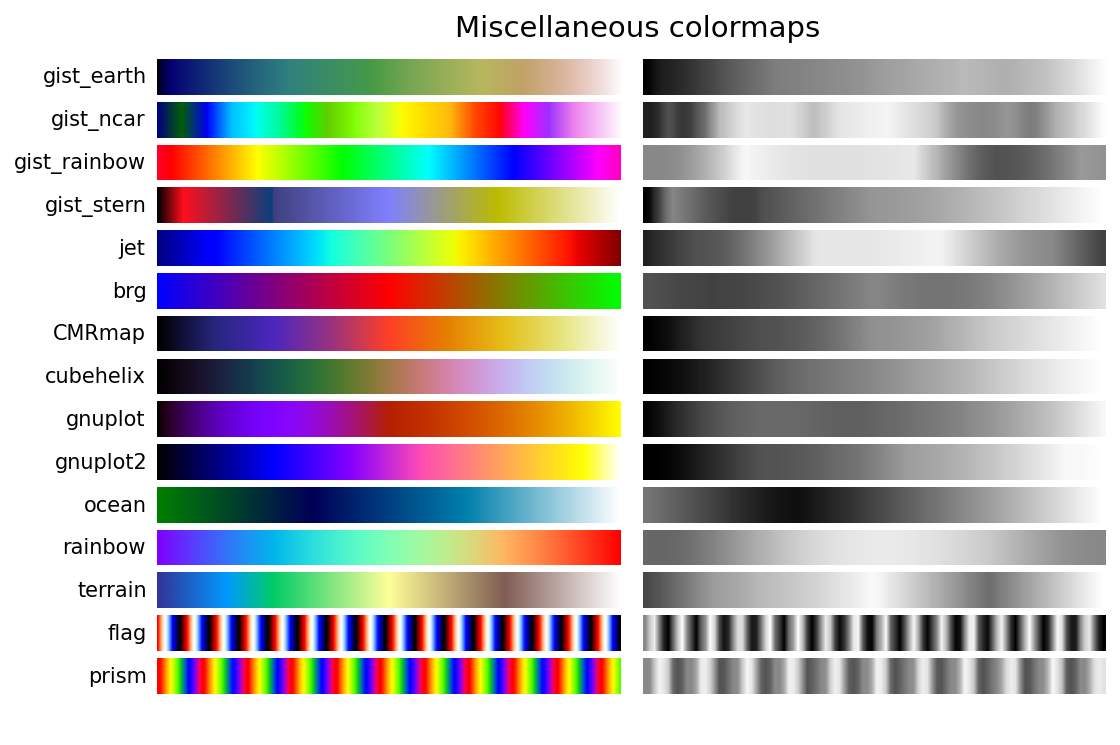 Miscellaneous colormaps
gist_earth
gist_ncar
gist_rainbow
gist_stern
jet
brg
CMRmap
cubehelix
gnuplot
gnuplot2
ocean
rainbow
terrain
flag
prism